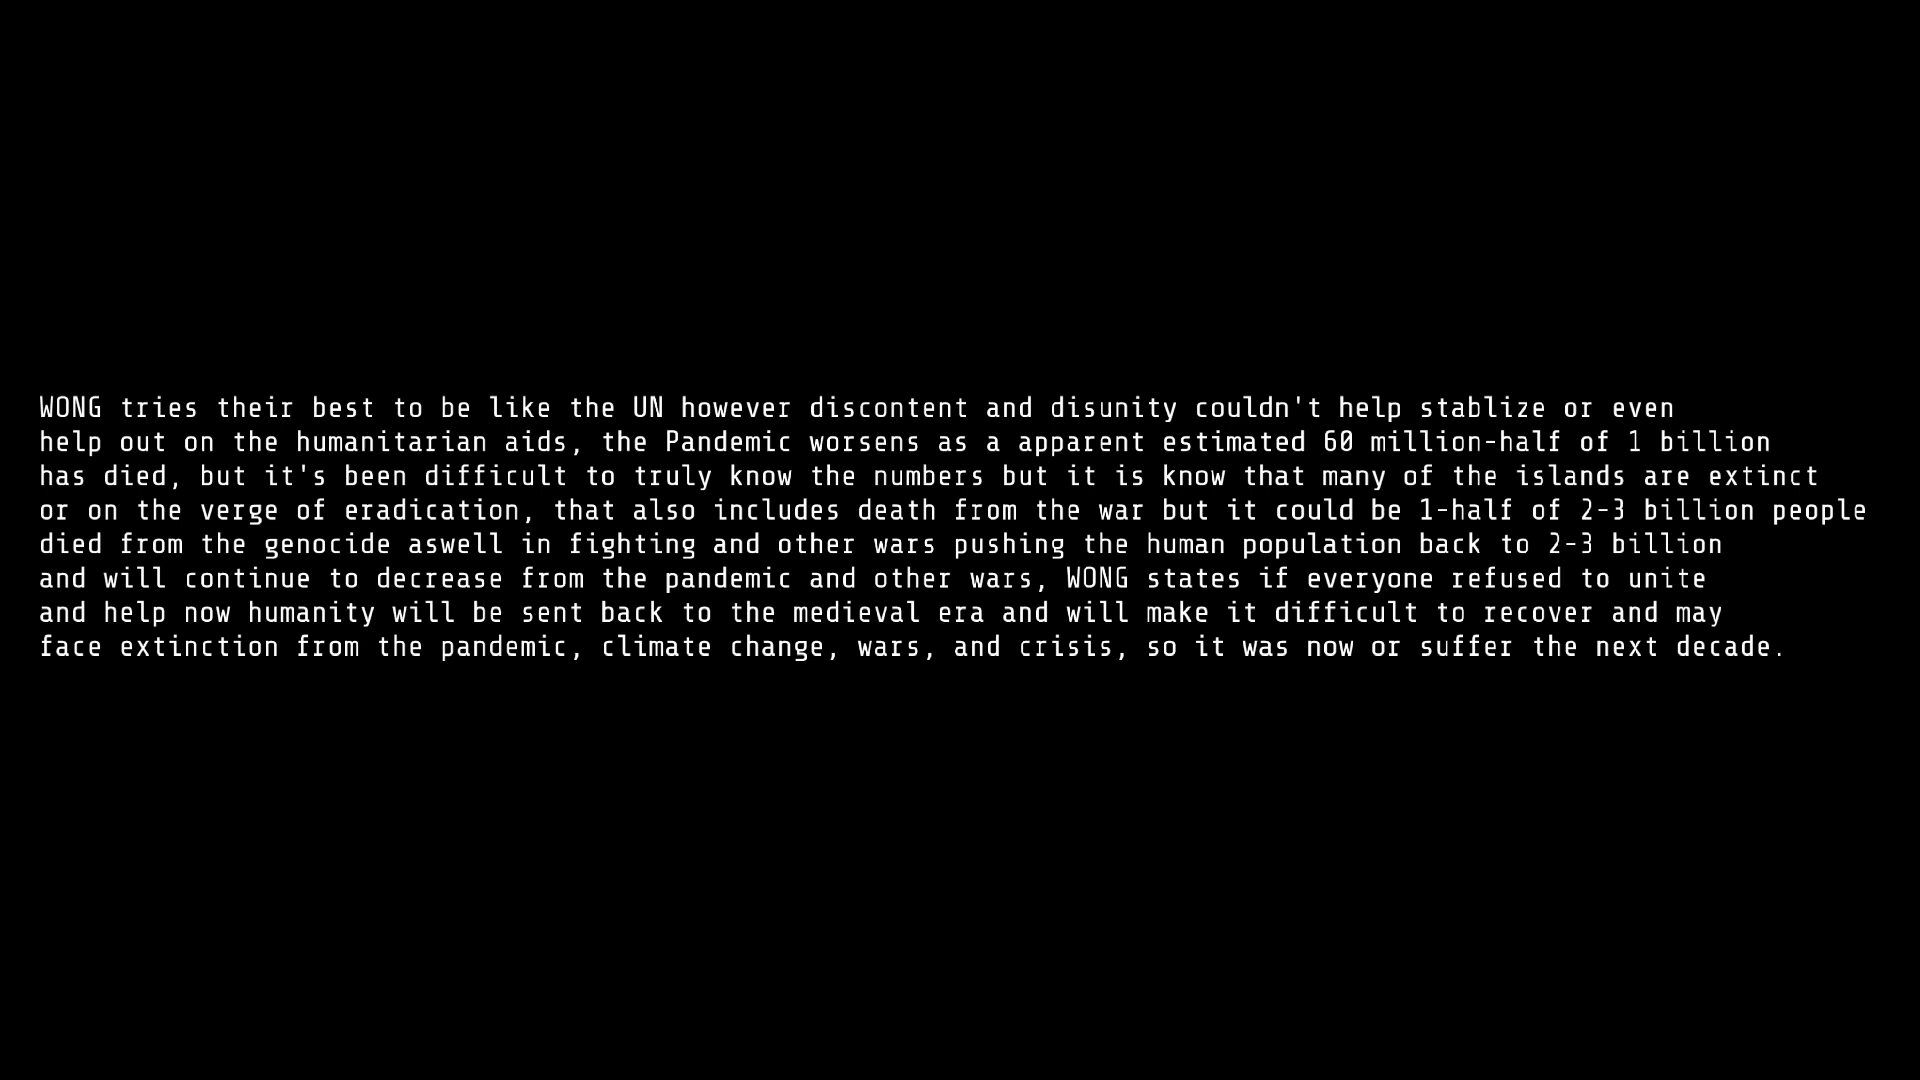 WONG tries their best to be like the UN however discontent and disunity couldn't help stablize or even
help out on the humanitarian aids, the Pandemic worsens as a apparent estimated 60 million-half of 1 billion
has died, but it's been difficult to truly know the numbers but it is know that many of the islands are extinct
or on the verge of eradication, that also includes death from the war but it could be 1-half of 2-3 billion people
died from the genocide aswell in fighting and other wars pushing the human population back to 2-3 billion
and will continue to decrease from the pandemic and other wars, WONG states if everyone refused to unite
and help now humanity will be sent back to the medieval era and will make it difficult to recover and may
face extinction from the pandemic, climate change, wars, and crisis, so it was now or suffer the next decade.